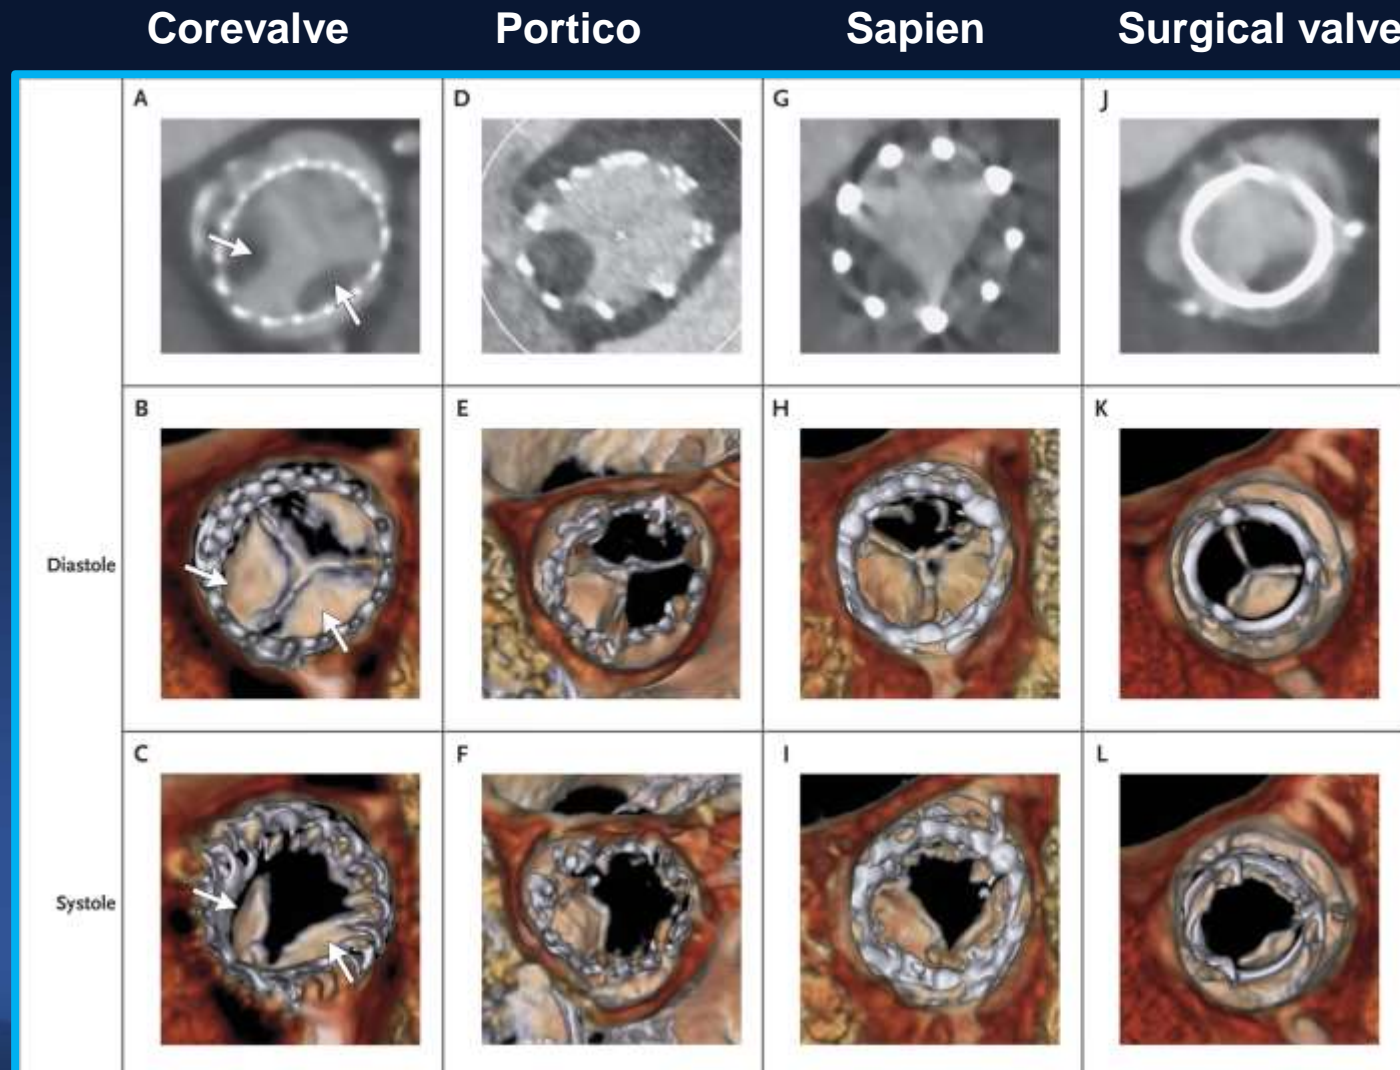 Corevalve Portico Sapien Surgical valve
A D G J
B E H K
Diastole
C F I L
Systole